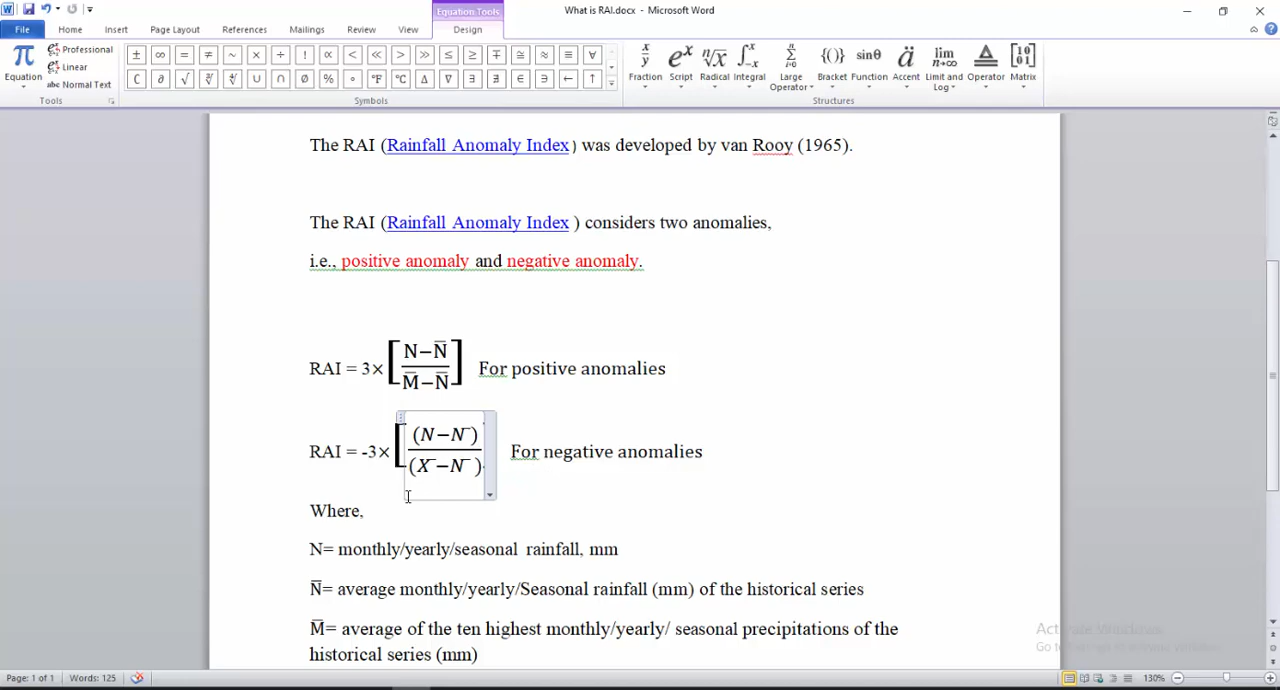 Equation Tools
What is RAI.docx - Microsoft Word
File Home Insert Page Layout References Mailings Review View Design
Equation
Professional
Linear
abc Normal Text
Tools
± ∞ = ≠ ~ × ÷ ! ∝ < ≪ > ≫ ≤ ≥ ∓ ≅ ≈ ≡ ∀
∁ ∂ √ ∛ ∜ ∪ ∩ ∅ % ° °F °C ∆ ∇ ∃ ∄ ∈ ∋ ← ↑
Symbols
Fraction Script Radical Integral Large Operator Bracket Function Accent Limit and Log Operator Matrix
Structures
The RAI (Rainfall Anomaly Index) was developed by van Rooy (1965).
The RAI (Rainfall Anomaly Index ) considers two anomalies,
i.e., positive anomaly and negative anomaly.
RAI = 3× [N−N̅ / M̅−N̅] For positive anomalies
RAI = -3× [(N−N¯) / (X¯−N¯) For negative anomalies
Where,
N= monthly/yearly/seasonal rainfall, mm
N̅= average monthly/yearly/Seasonal rainfall (mm) of the historical series
M̅= average of the ten highest monthly/yearly/ seasonal precipitations of the
historical series (mm)
Activate Windows
Page: 1 of 1 Words: 125 130%